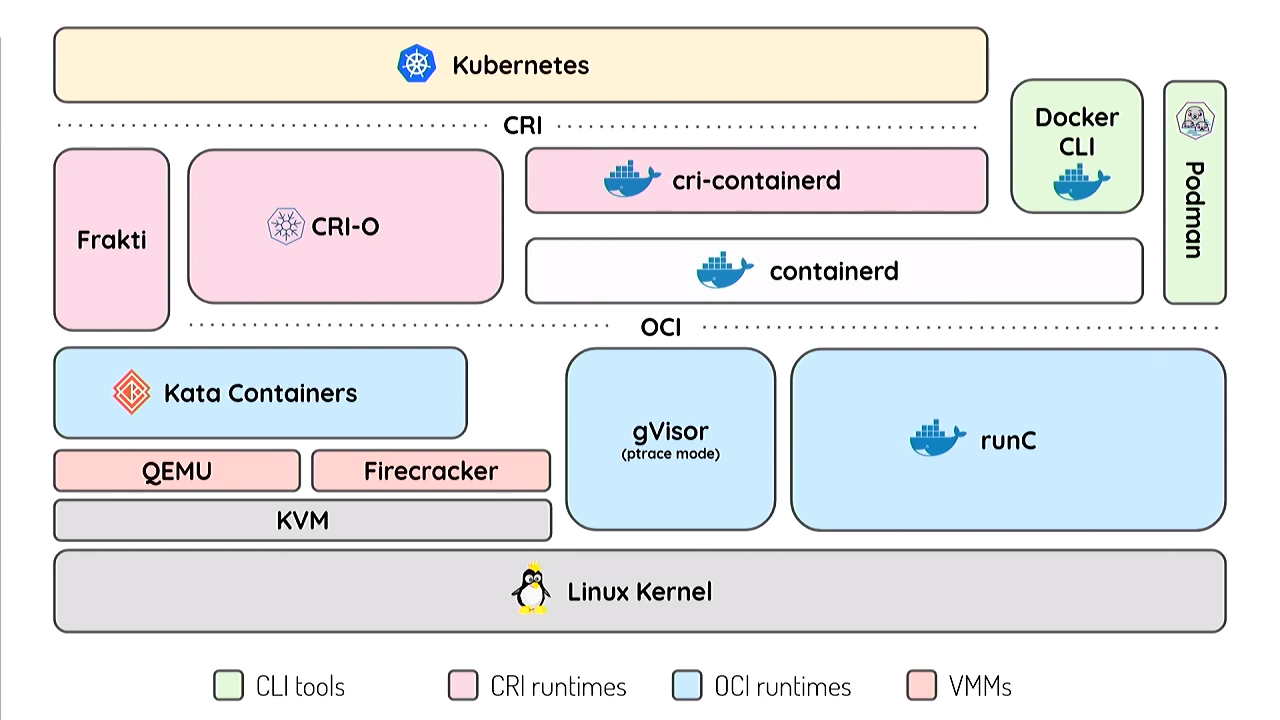 Kubernetes
CRI
Docker
CLI
Podman
Frakti
CRI-O
cri-containerd
containerd
OCI
Kata Containers
gVisor
(ptrace mode)
runC
QEMU
Firecracker
KVM
Linux Kernel
CLI tools
CRI runtimes
OCI runtimes
VMMs